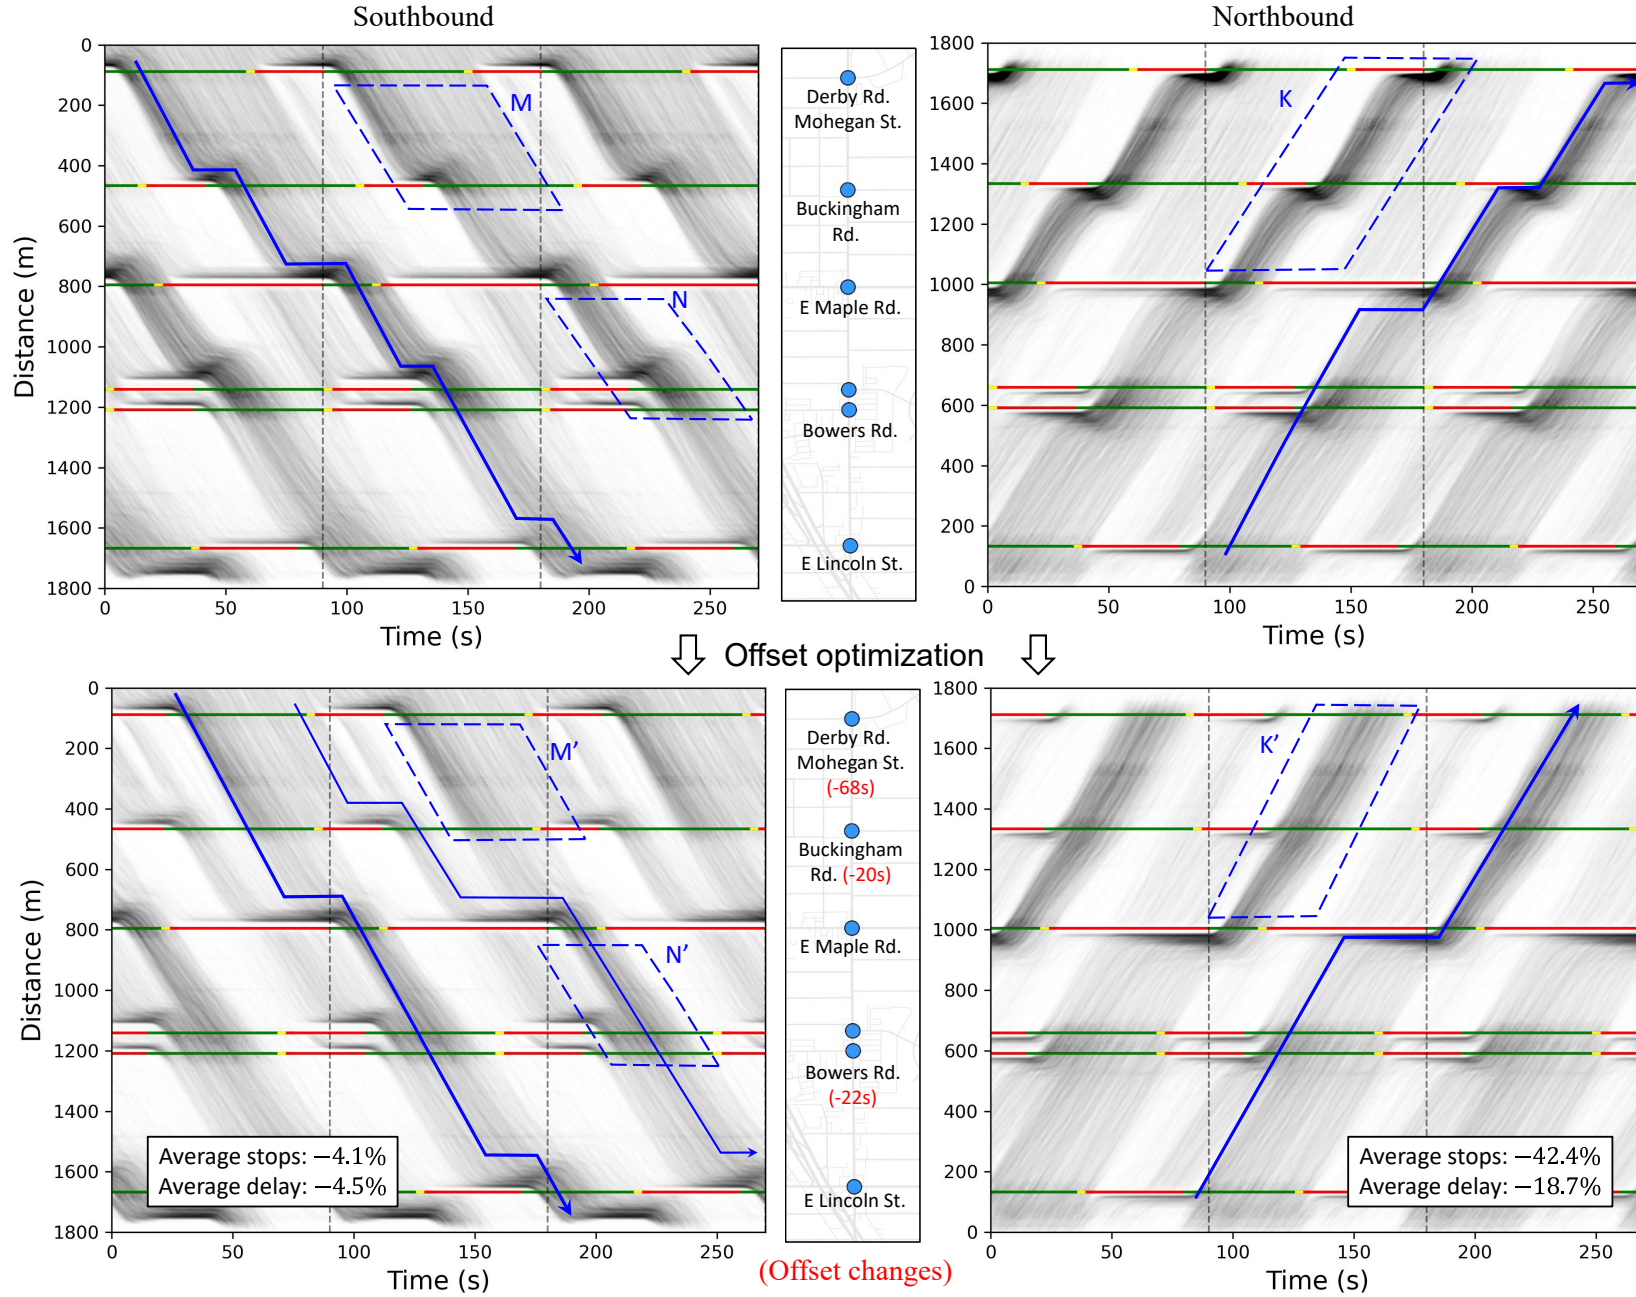 Southbound
Northbound
0
200
400
600
800
1000
1200
1400
1600
1800
Distance (m)
0
50
100
150
200
250
Time (s)
M
N
Derby Rd.
Mohegan St.
Buckingham
Rd.
E Maple Rd.
Bowers Rd.
E Lincoln St.
1800
1600
1400
1200
1000
800
600
400
200
0
0
50
100
150
200
250
Time (s)
K
Offset optimization
0
200
400
600
800
1000
1200
1400
1600
1800
Distance (m)
0
50
100
150
200
250
Time (s)
M’
N’
Average stops: −4.1%
Average delay: −4.5%
Derby Rd.
Mohegan St.
(-68s)
Buckingham
Rd. (-20s)
E Maple Rd.
Bowers Rd.
(-22s)
E Lincoln St.
(Offset changes)
1800
1600
1400
1200
1000
800
600
400
200
0
0
50
100
150
200
250
Time (s)
K’
Average stops: −42.4%
Average delay: −18.7%